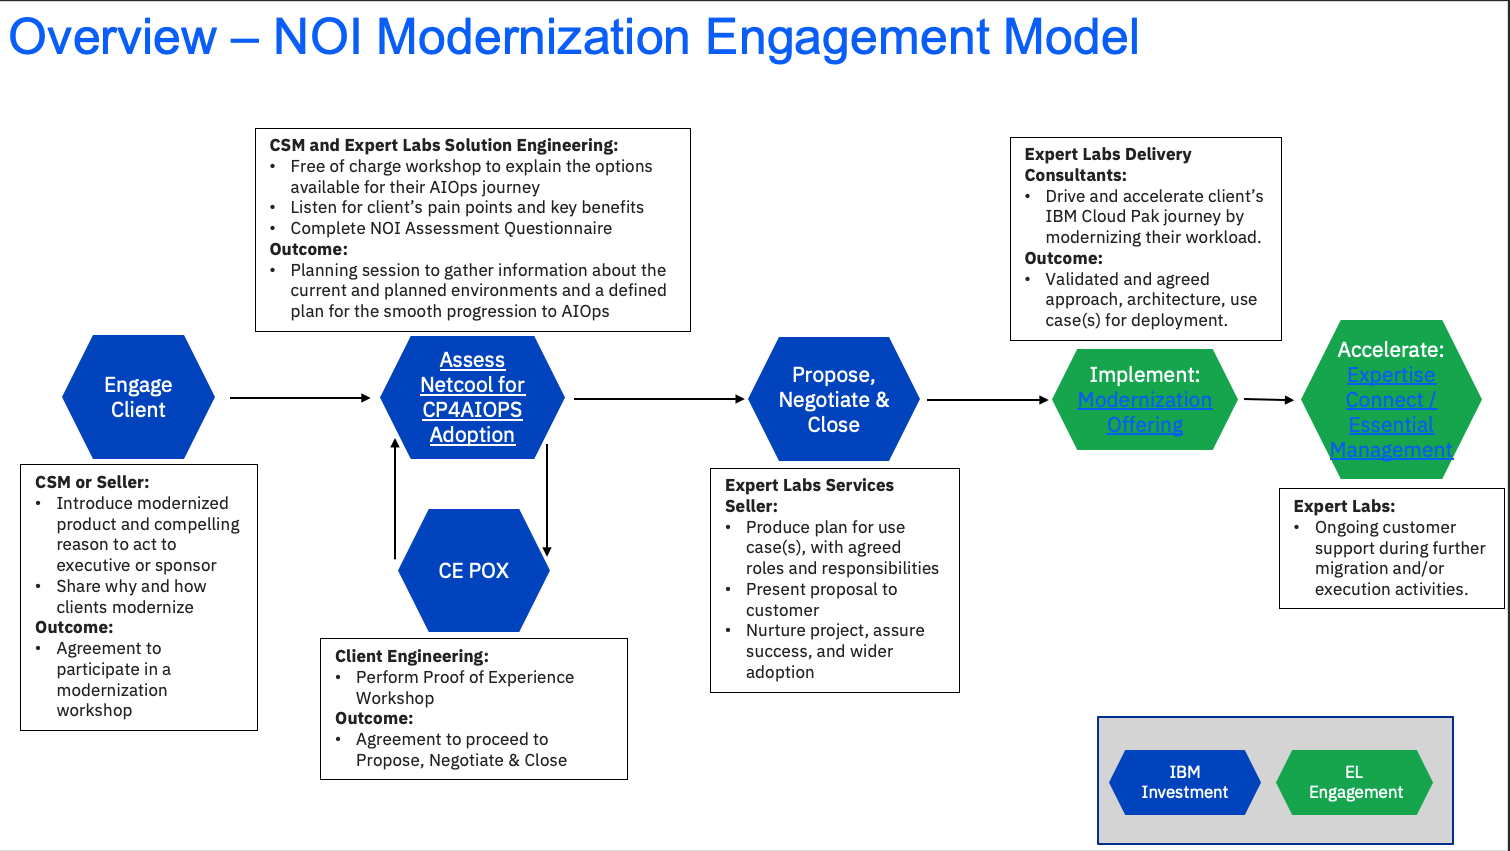 Overview – NOI Modernization Engagement Model
CSM and Expert Labs Solution Engineering:
• Free of charge workshop to explain the options
available for their AIOps journey
• Listen for client’s pain points and key benefits
• Complete NOI Assessment Questionnaire
Outcome:
• Planning session to gather information about the
current and planned environments and a defined
plan for the smooth progression to AIOps
Expert Labs Delivery
Consultants:
• Drive and accelerate client’s
IBM Cloud Pak journey by
modernizing their workload.
Outcome:
• Validated and agreed
approach, architecture, use
case(s) for deployment.
Engage
Client
Assess
Netcool for
CP4AIOPS
Adoption
Propose,
Negotiate &
Close
Implement:
Modernization
Offering
Accelerate:
Expertise
Connect /
Essential
Management
CSM or Seller:
• Introduce modernized
product and compelling
reason to act to
executive or sponsor
• Share why and how
clients modernize
Outcome:
• Agreement to
participate in a
modernization
workshop
CE POX
Client Engineering:
• Perform Proof of Experience
Workshop
Outcome:
• Agreement to proceed to
Propose, Negotiate & Close
Expert Labs Services
Seller:
• Produce plan for use
case(s), with agreed
roles and responsibilities
• Present proposal to
customer
• Nurture project, assure
success, and wider
adoption
Expert Labs:
• Ongoing customer
support during further
migration and/or
execution activities.
IBM
Investment
EL
Engagement